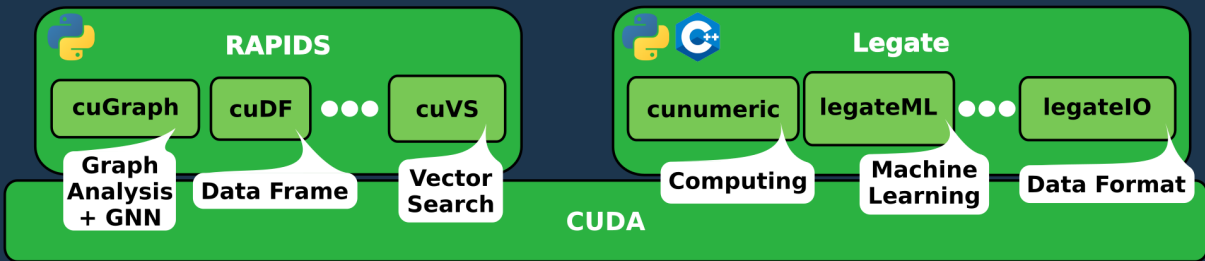 RAPIDS
cuGraph
cuDF
cuVS
Graph
Analysis
+ GNN
Data Frame
Vector
Search
C++
Legate
cunumeric
legateML
legateIO
Computing
Machine
Learning
Data Format
CUDA